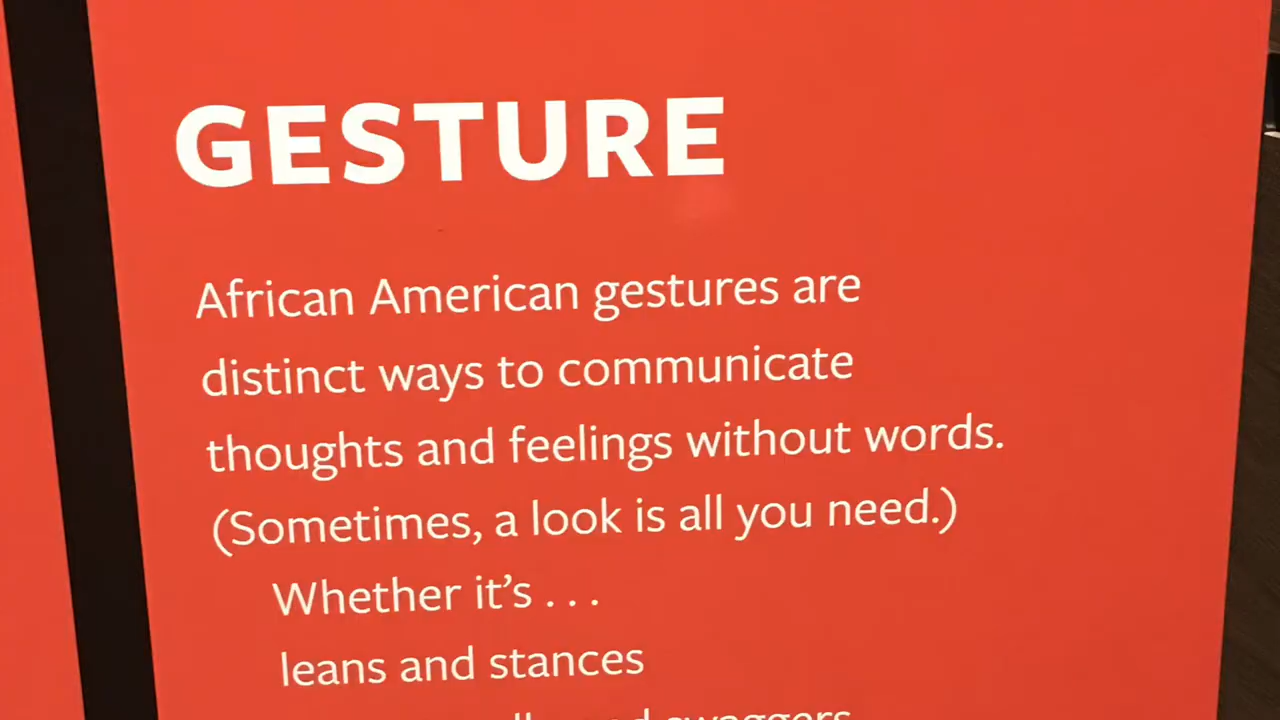 GESTURE
African American gestures are
distinct ways to communicate
thoughts and feelings without words.
(Sometimes, a look is all you need.)
Whether it’s . . .
leans and stances
swaggers